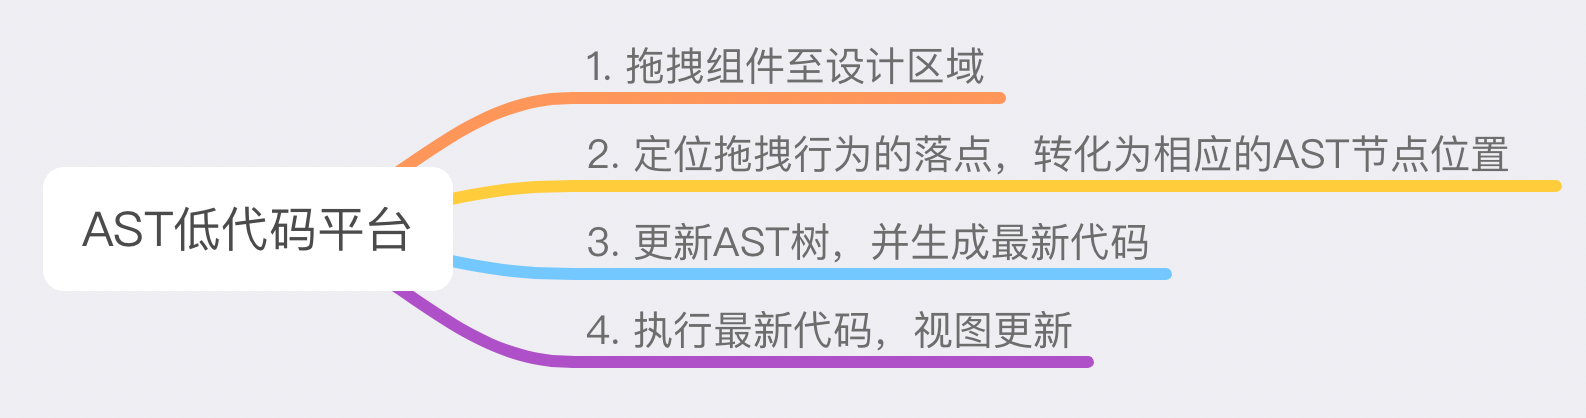 AST低代码平台
1. 拖拽组件至设计区域
2. 定位拖拽行为的落点，转化为相应的AST节点位置
3. 更新AST树，并生成最新代码
4. 执行最新代码，视图更新